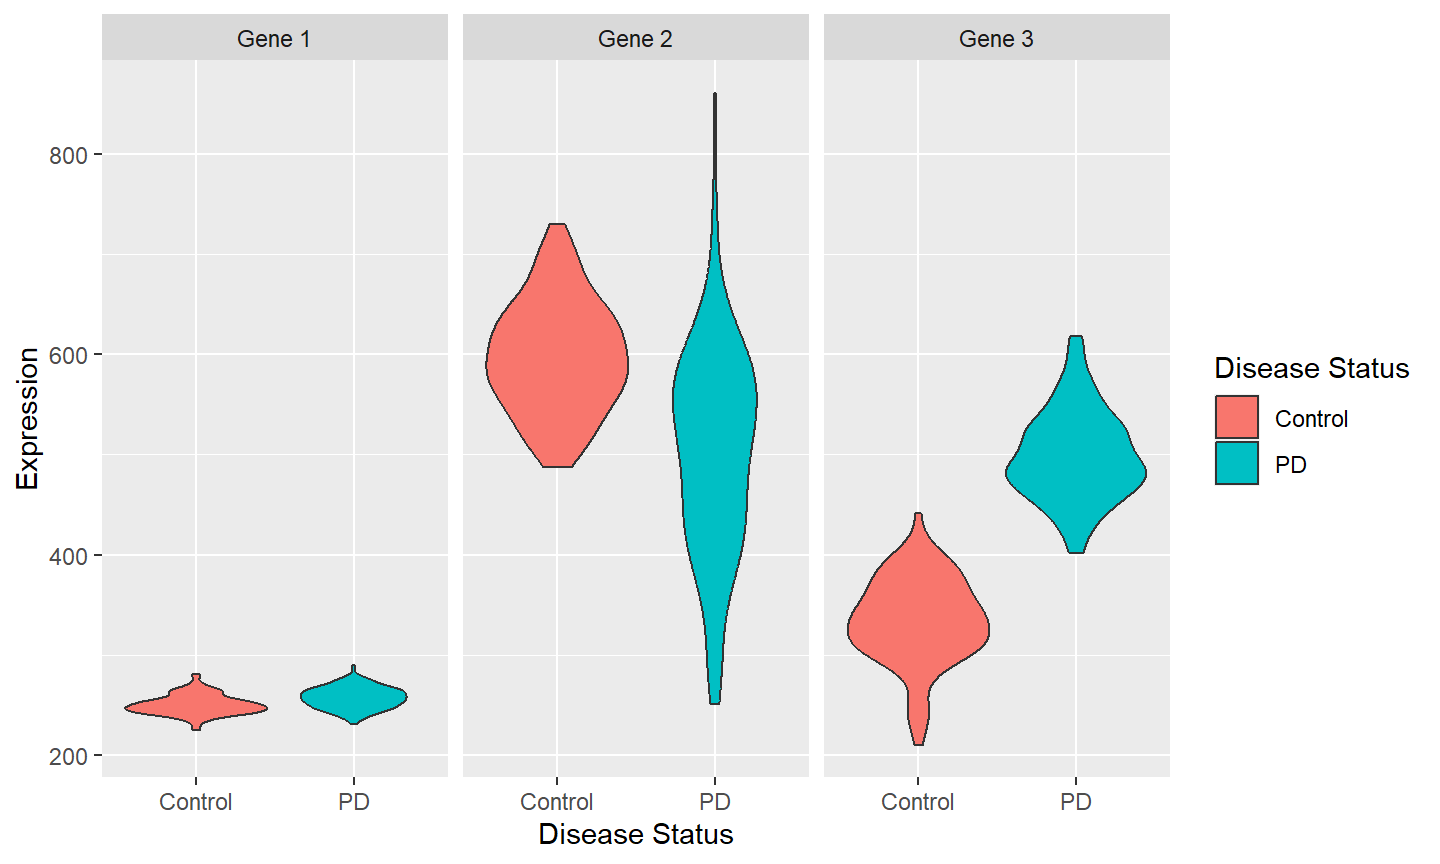 Gene 1
Gene 2
Gene 3
800
600
400
200
Expression
Control
PD
Control
PD
Control
PD
Disease Status
Disease Status
Control
PD